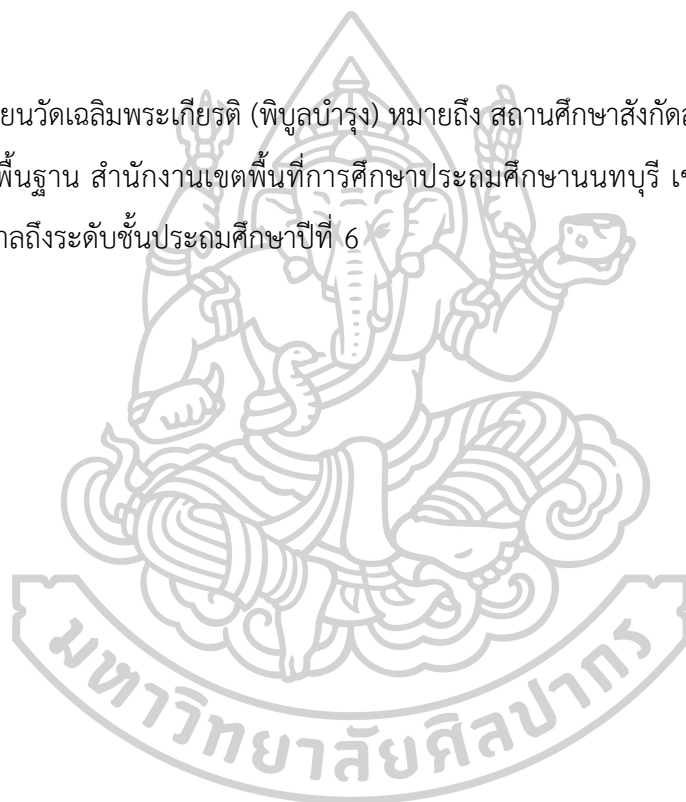 ยนวัดเฉลิมพระเกียรติ (พิบูลบำรุง) หมายถึง สถานศึกษาสังกัด
พื้นฐาน สำนักงานเขตพื้นที่การศึกษาประถมศึกษานนทบุรี
ถึงระดับชั้นประถมศึกษาปีที่ 6
มหาวิทยาลัยศิลปากร